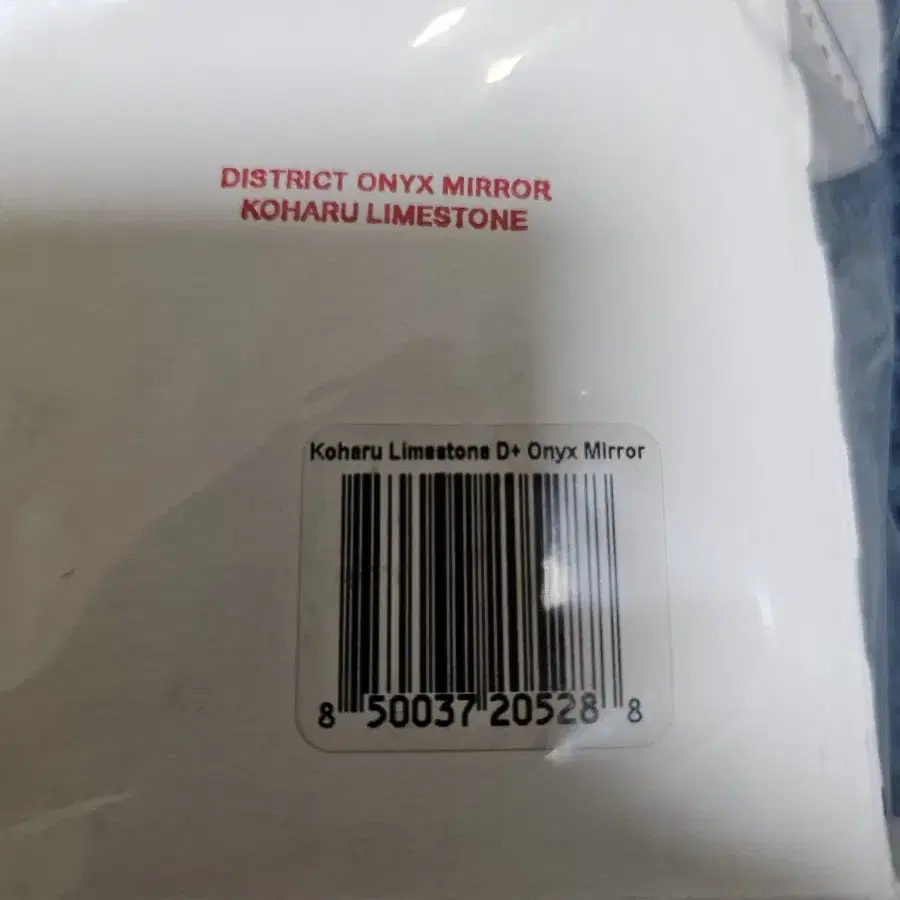 DISTRICT ONYX MIRROR
KOHARU LIMESTONE
Koharu Limestone D+ Onyx Mirror
8 50037 20528 8